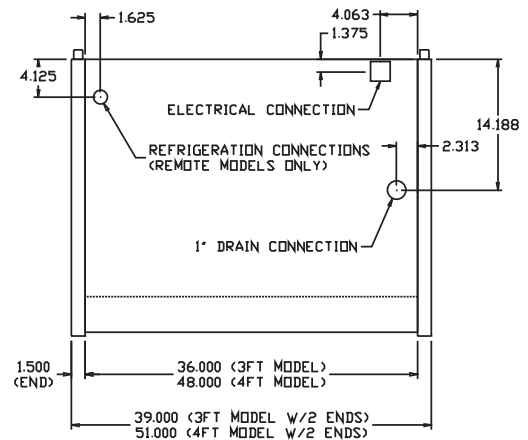 1.625
4.063
1.375
4.125
ELECTRICAL CONNECTION
14.188
REFRIGERATION CONNECTIONS
(REMOTE MODELS ONLY)
2.313
1" DRAIN CONNECTION
1.500
(END)
36.000 (3FT MODEL)
48.000 (4FT MODEL)
39.000 (3FT MODEL W/2 ENDS)
51.000 (4FT MODEL W/2 ENDS)